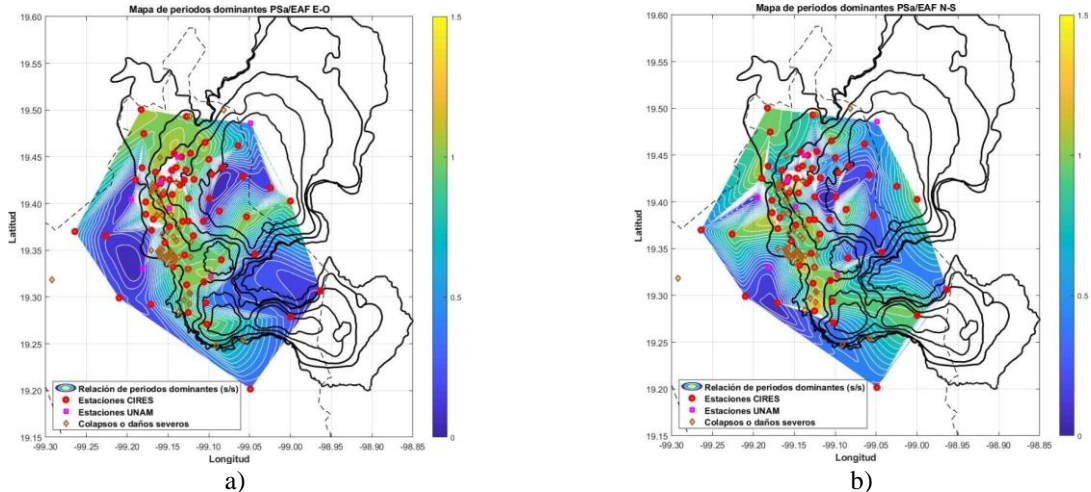 Mapa de periodos dominantes PSa/EAF E-O
19.60
19.55
19.50
19.45
19.40
19.35
19.30
19.25
19.20
19.15
Latitud
-99.30 -99.25 -99.20 -99.15 -99.10 -99.05 -99.00 -98.95 -98.90 -98.85
Longitud
1.5
1
0.5
0
Relación de periodos dominantes (s/s)
Estaciones CIRES
Estaciones UNAM
Colapsos o daños severos
a)
Mapa de periodos dominantes PSa/EAF N-S
19.60
19.55
19.50
19.45
19.40
19.35
19.30
19.25
19.20
19.15
Latitud
-99.30 -99.25 -99.20 -99.15 -99.10 -99.05 -99.00 -98.95 -98.90 -98.85
Longitud
1.5
1
0.5
0
Relación de periodos dominantes (s/s)
Estaciones CIRES
Estaciones UNAM
Colapsos o daños severos
b)